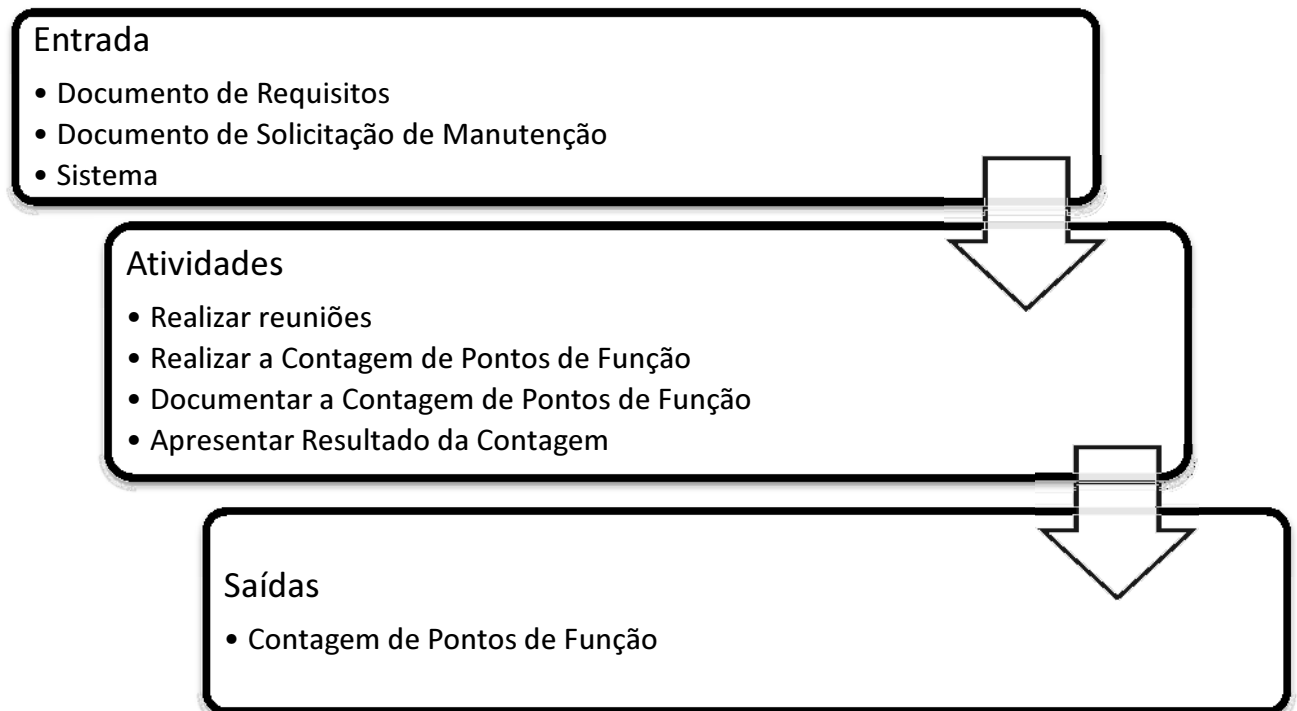 Entrada
• Documento de Requisitos
• Documento de Solicitação de Manutenção
• Sistema
Atividades
• Realizar reuniões
• Realizar a Contagem de Pontos de Função
• Documentar a Contagem de Pontos de Função
• Apresentar Resultado da Contagem
Saídas
• Contagem de Pontos de Função